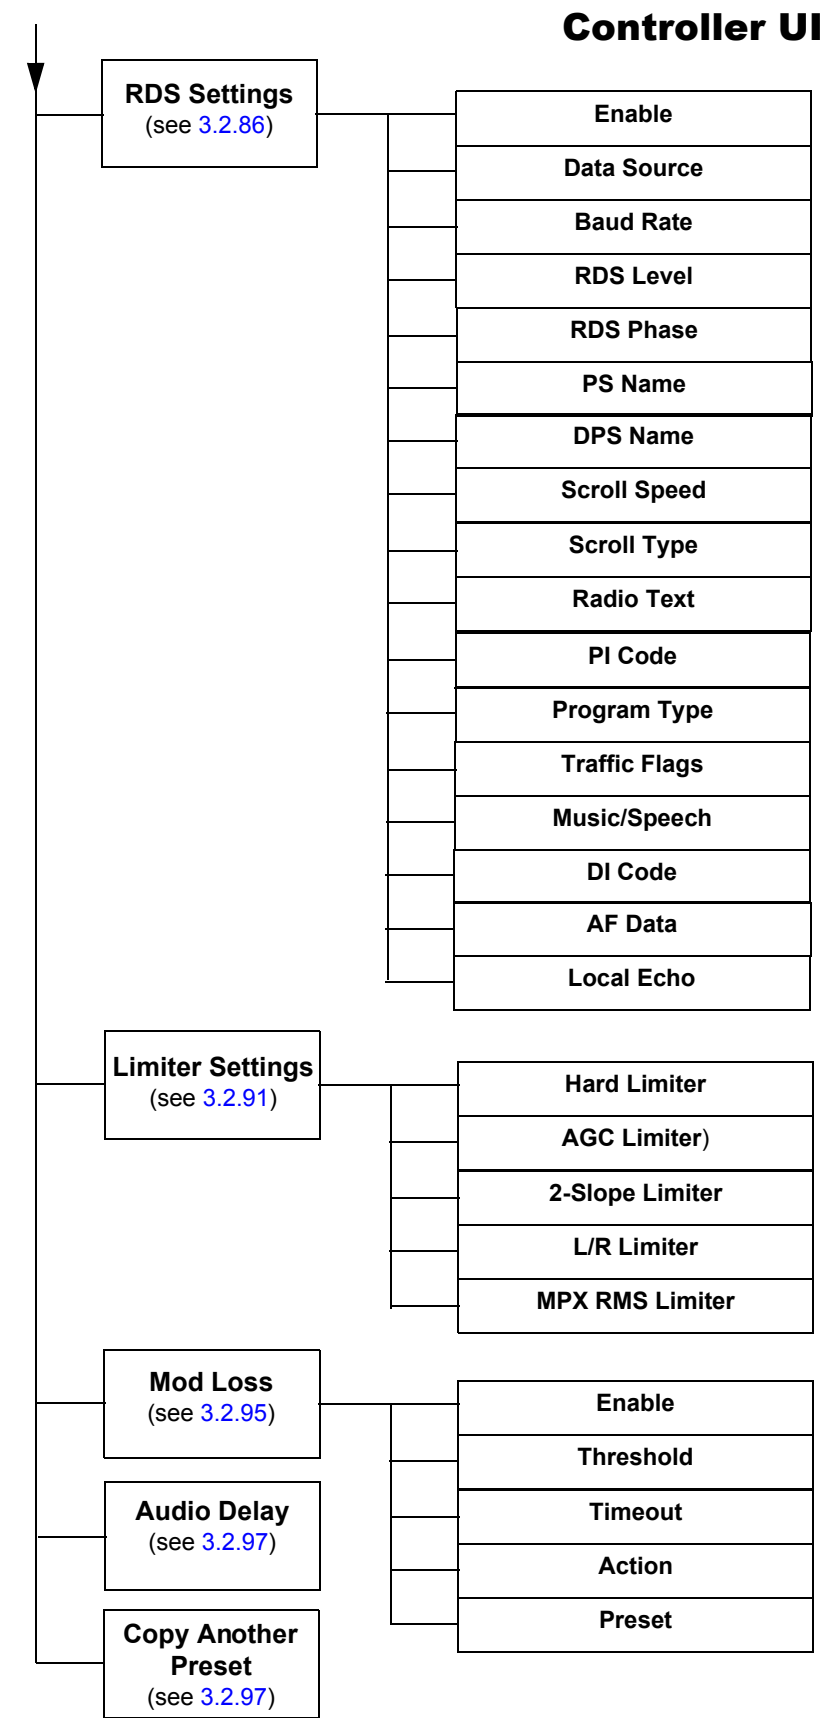 Controller UI
RDS Settings
(see 3.2.86)
Enable
Data Source
Baud Rate
RDS Level
RDS Phase
PS Name
DPS Name
Scroll Speed
Scroll Type
Radio Text
PI Code
Program Type
Traffic Flags
Music/Speech
DI Code
AF Data
Local Echo
Limiter Settings
(see 3.2.91)
Hard Limiter
AGC Limiter)
2-Slope Limiter
L/R Limiter
MPX RMS Limiter
Mod Loss
(see 3.2.95)
Enable
Threshold
Timeout
Action
Preset
Audio Delay
(see 3.2.97)
Copy Another
Preset
(see 3.2.97)